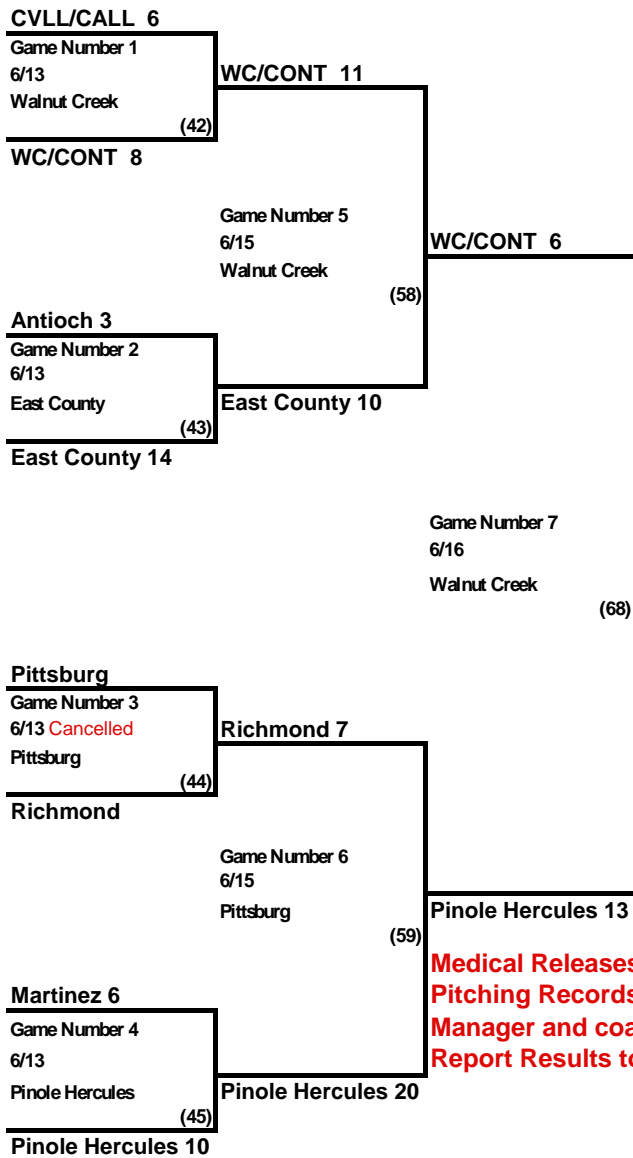 CVLL/CALL 6
Game Number 1
6/13
WC/CONT 11
Walnut Creek
(42)
WC/CONT 8
Game Number 5
6/15
WC/CONT 6
Walnut Creek
(58)
Antioch 3
Game Number 2
6/13
East County
East County 10
(43)
East County 14
Game Number 7
6/16
Walnut Creek
(68)
Pittsburg
Game Number 3
6/13 Cancelled
Richmond 7
Pittsburg
(44)
Richmond
Game Number 6
6/15
Pittsburg
Pinole Hercules 13
(59)
Medical Releases
Martinez 6
Pitching Records
Game Number 4
Manager and coa
6/13
Report Results to
Pinole Hercules
Pinole Hercules 20
(45)
Pinole Hercules 10